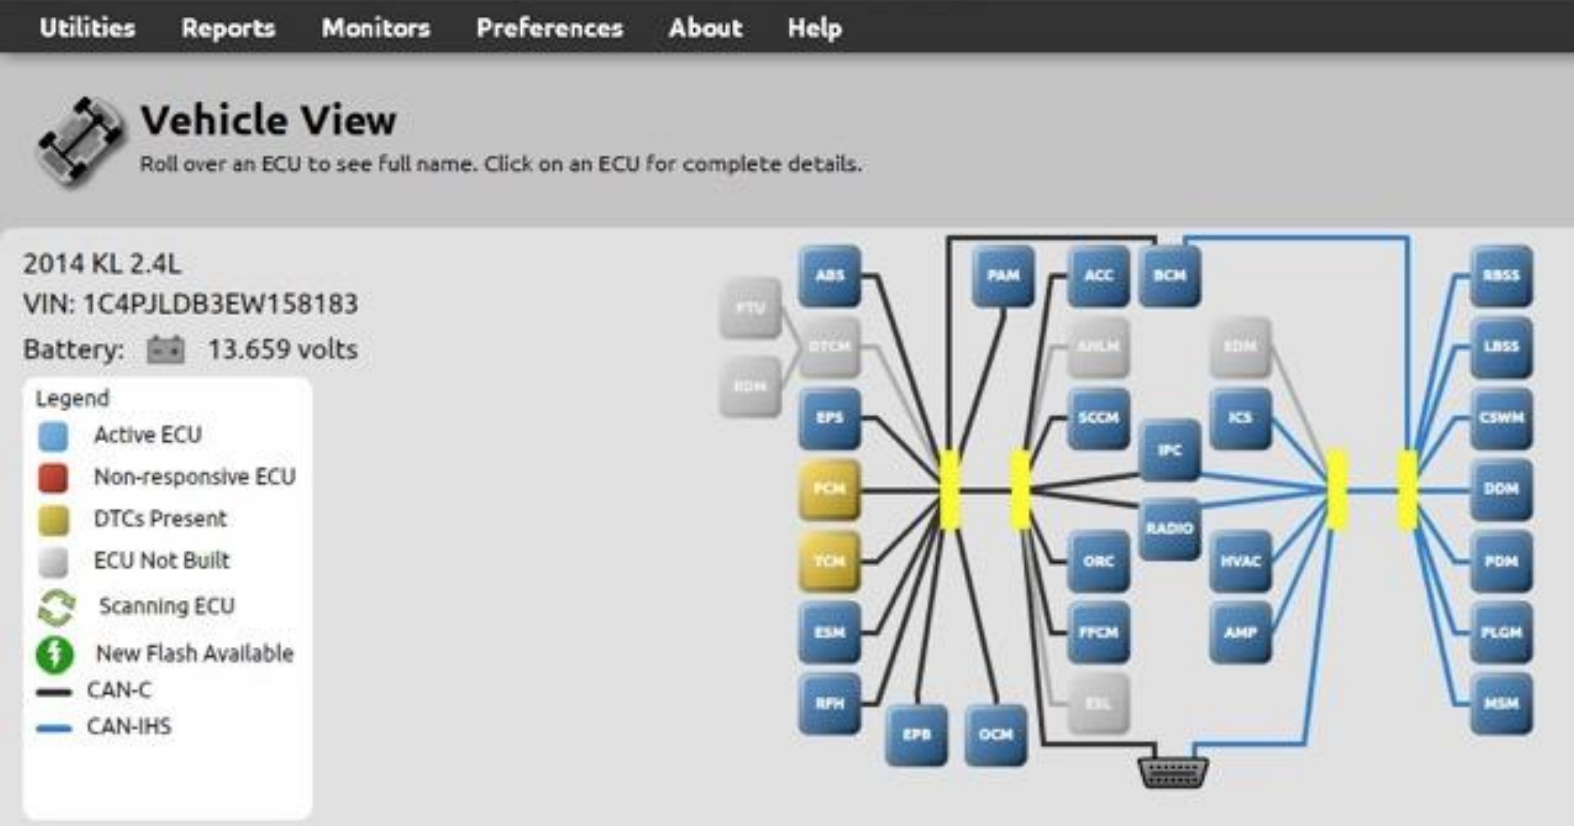 Utilities Reports Monitors Preferences About Help
Vehicle View
Roll over an ECU to see full name. Click on an ECU for complete details.
2014 KL 2.4L
VIN: 1C4PJLDB3EW158183
Battery: 13.659 volts
Legend
Active ECU
Non-responsive ECU
DTCs Present
ECU Not Built
Scanning ECU
New Flash Available
CAN-C
CAN-IHS
ABS
PAM
ACC
BCM
RBSS
PTU
DTCM
AHLM
EDM
LBSS
RDM
EPS
SCCM
IPC
ICS
CSWM
PCM
DDM
RADIO
TCM
ORC
HVAC
PDM
ESM
FFCM
AMP
PLGM
RFH
EPB
OCM
ESL
MSM